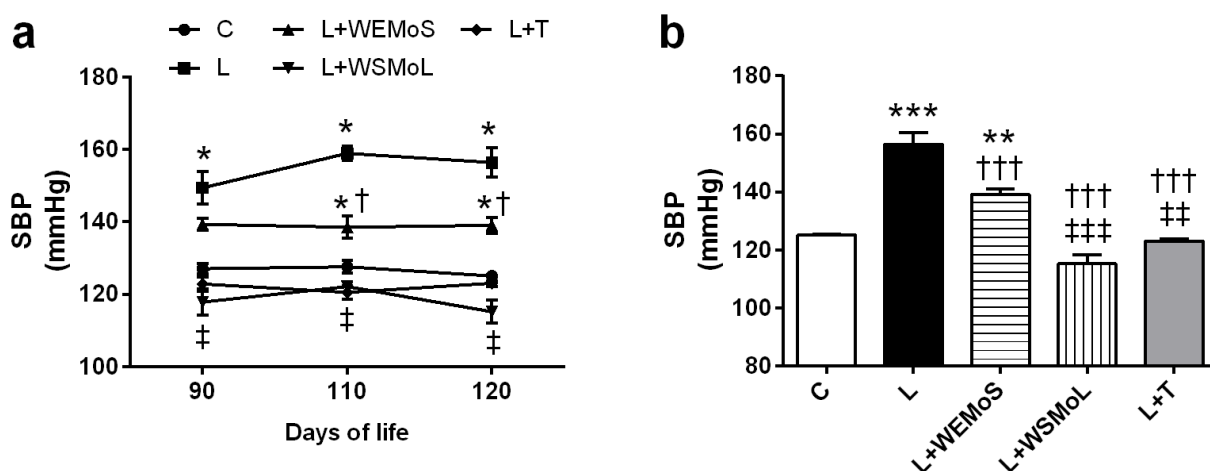 a
C L+WEMoS L+T
L L+WSMoL
180
160
140
120
100
SBP
(mmHg)
* * *
*† *†
‡ ‡ ‡
90 110 120
Days of life
b
180
160
140
120
100
80
SBP
(mmHg)
***
**
†††
†††
‡‡‡
†††
‡‡
C L L+WEMoS L+WSMoL L+T